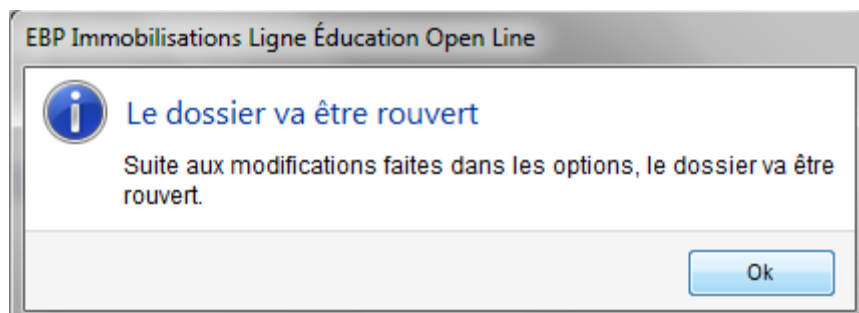 EBP Immobilisations Ligne Éducation Open Line
Le dossier va être rouvert
Suite aux modifications faites dans les options, le dossier va être
rouvert.
Ok